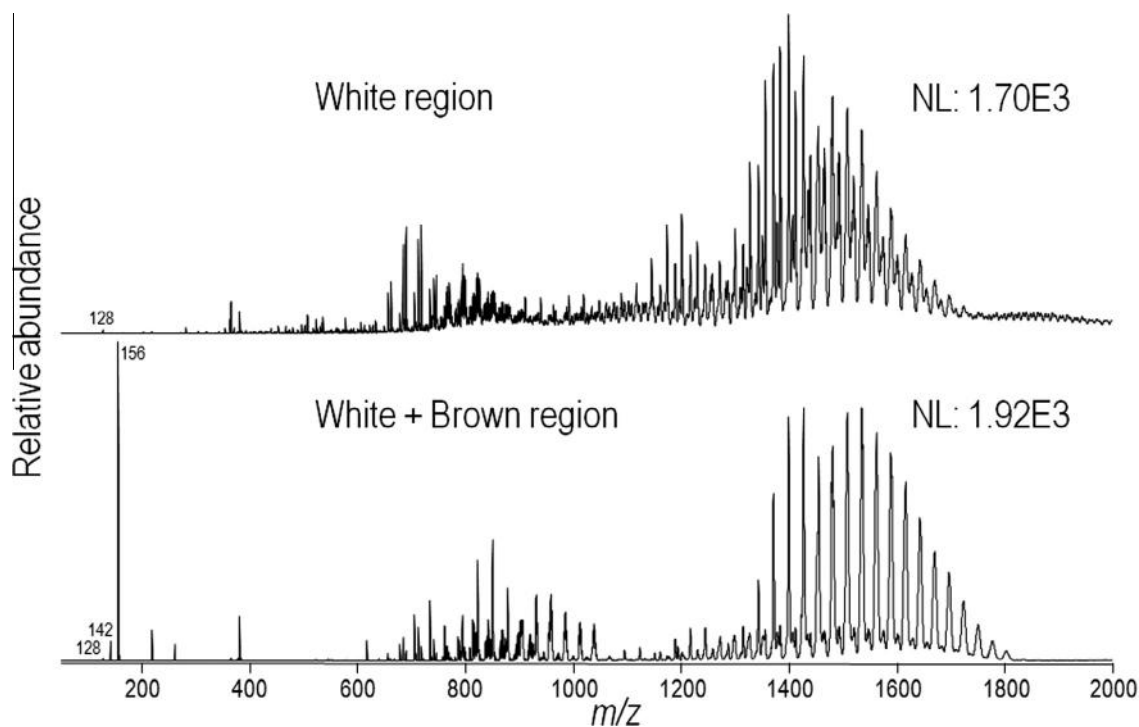 White region
NL: 1.70E3
128
156
White + Brown region
NL: 1.92E3
142
128
Relative abundance
200 400 600 800 1000 1200 1400 1600 1800 2000
m/z